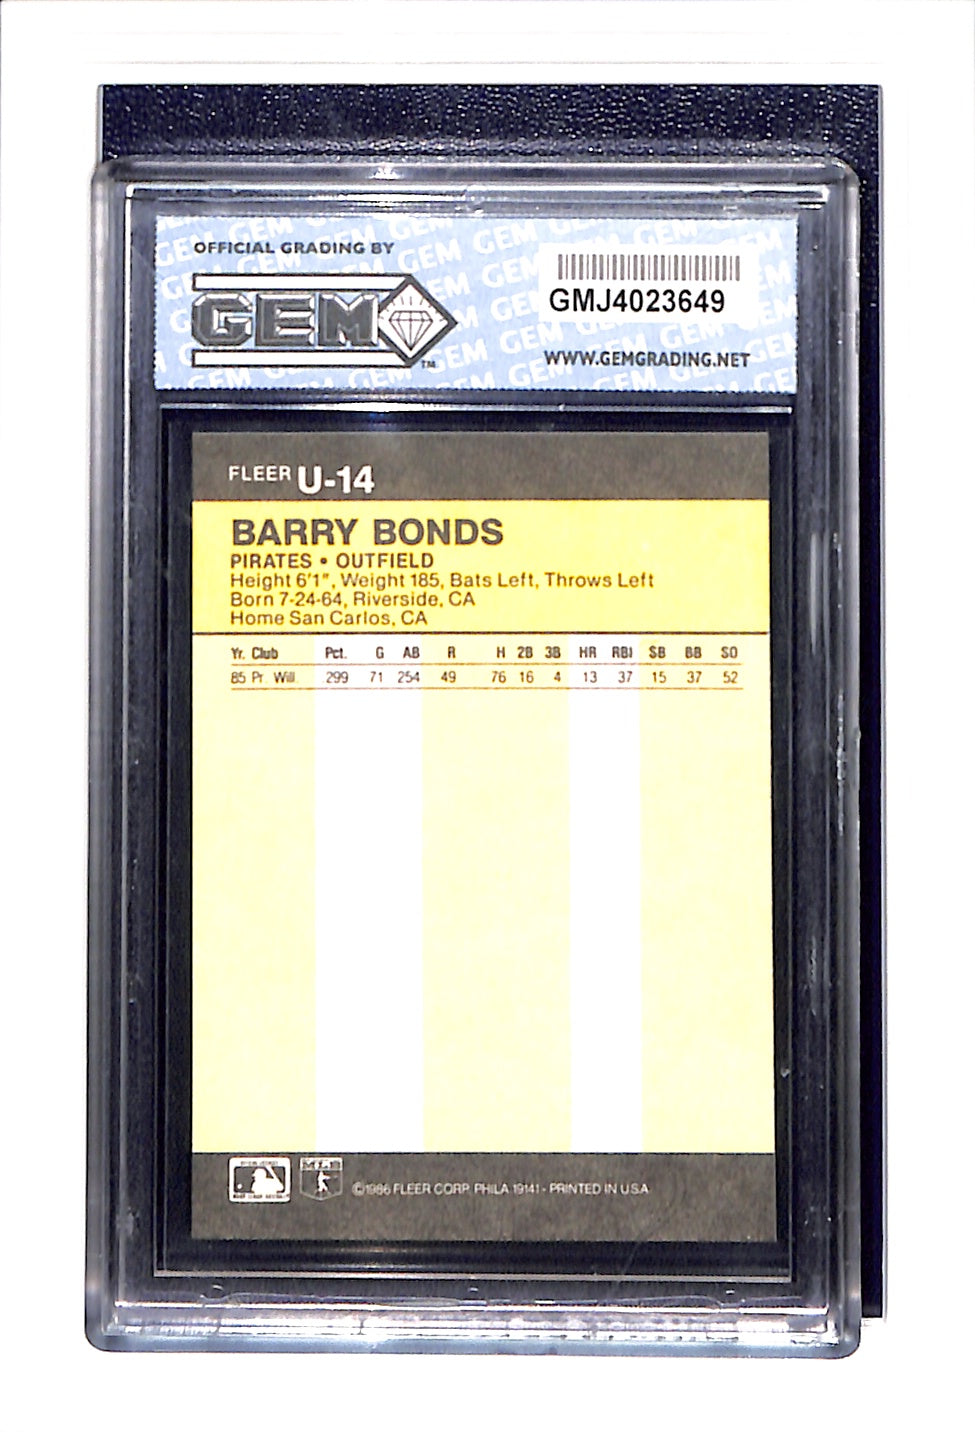 OFFICIAL GRADING BY
GEM
™
GMJ4023649
WWW.GEMGRADING.NET
FLEER U-14
BARRY BONDS
PIRATES • OUTFIELD
Height 6'1", Weight 185, Bats Left, Throws Left
Born 7-24-64, Riverside, CA
Home San Carlos, CA
Yr. Club Pct. G AB R H 2B 3B HR RBI SB BB SO
85 Pr. Will. 299 71 254 49 76 16 4 13 37 15 37 52
©1986 FLEER CORP. PHILA 19141 - PRINTED IN U.S.A.